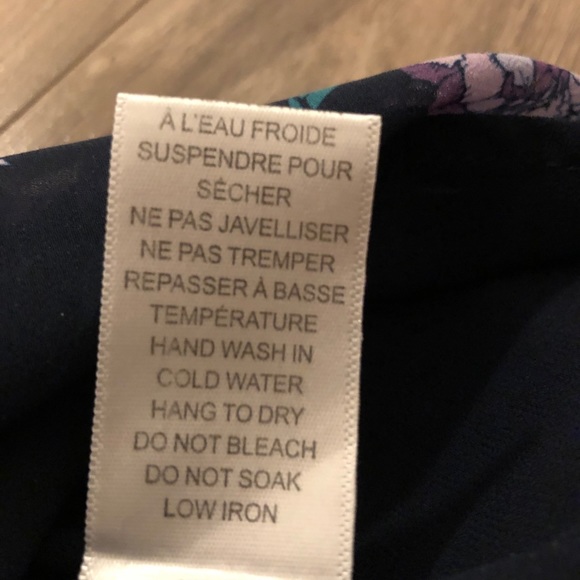 À L'EAU FROIDE
SUSPENDRE POUR
SÉCHER
NE PAS JAVELLISER
NE PAS TREMPER
REPASSER À BASSE
TEMPÉRATURE
HAND WASH IN
COLD WATER
HANG TO DRY
DO NOT BLEACH
DO NOT SOAK
LOW IRON